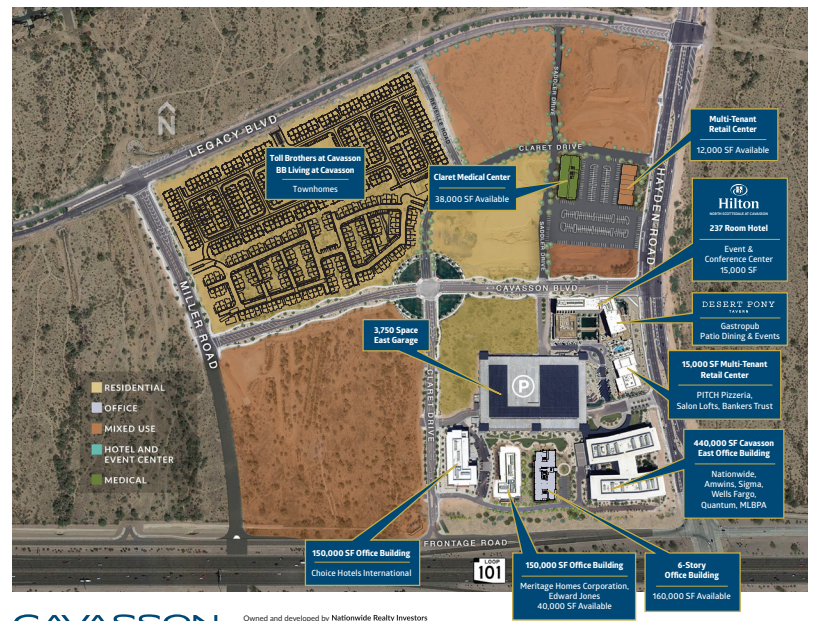 LEGACY BLVD
N
Toll Brothers at Cavasson
BB Living at Cavasson
Townhomes
SADDLER DRIVE
CLARET DRIVE
Claret Medical Center
38,000 SF Available
Multi-Tenant
Retail Center
12,000 SF Available
HAYDEN ROAD
Hilton
NORTH SCOTTSDALE AT CAVASSON
237 Room Hotel
Event &
Conference Center
15,000 SF
SADDLER DRIVE
CAVASSON BLVD
MILLER ROAD
DESERT PONY
TAVERN
Gastropub
Patio Dining & Events
3,750 Space
East Garage
P
15,000 SF Multi-Tenant
Retail Center
PITCH Pizzeria,
Salon Lofts, Bankers Trust
CLARET DRIVE
RESIDENTIAL
OFFICE
MIXED USE
HOTEL AND
EVENT CENTER
MEDICAL
440,000 SF Cavasson
East Office Building
Nationwide,
Amwins, Sigma,
Wells Fargo,
Quantum, MLBPA
150,000 SF Office Building
Choice Hotels International
FRONTAGE ROAD
LOOP
101
150,000 SF Office Building
Meritage Homes Corporation,
Edward Jones
40,000 SF Available
6-Story
Office Building
160,000 SF Available
CAVASSON
Owned and developed by Nationwide Realty Investors